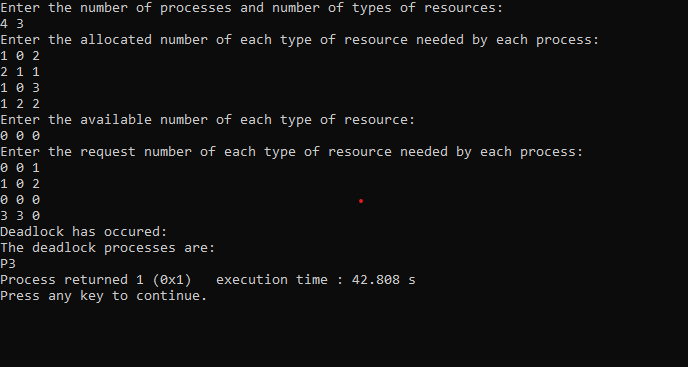 Enter the number of processes and number of types of resources:
4 3
Enter the allocated number of each type of resource needed by each process:
1 0 2
2 1 1
1 0 3
1 2 2
Enter the available number of each type of resource:
0 0 0
Enter the request number of each type of resource needed by each process:
0 0 1
1 0 2
0 0 0
3 3 0
Deadlock has occured:
The deadlock processes are:
P3
Process returned 1 (0x1)   execution time : 42.808 s
Press any key to continue.